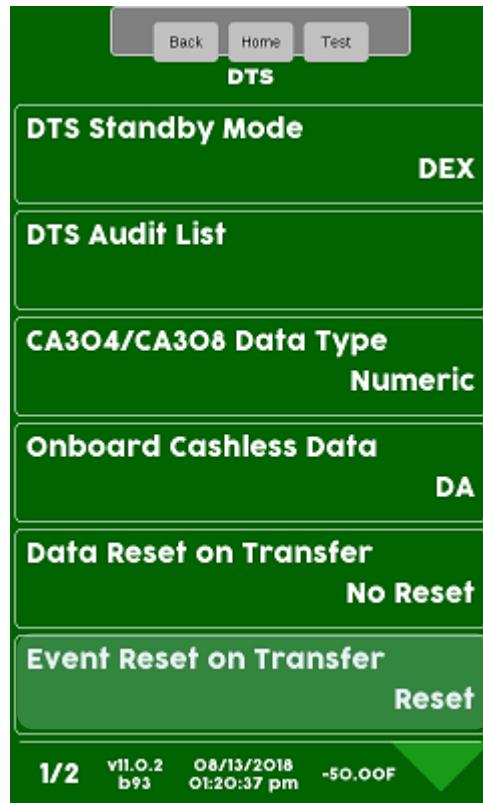 Back Home Test
DTS
DTS Standby Mode
DEX
DTS Audit List
CA304/CA308 Data Type
Numeric
Onboard Cashless Data
DA
Data Reset on Transfer
No Reset
Event Reset on Transfer
Reset
1/2 v11.0.2 08/13/2018 -50.00F
b93 01:20:37 pm